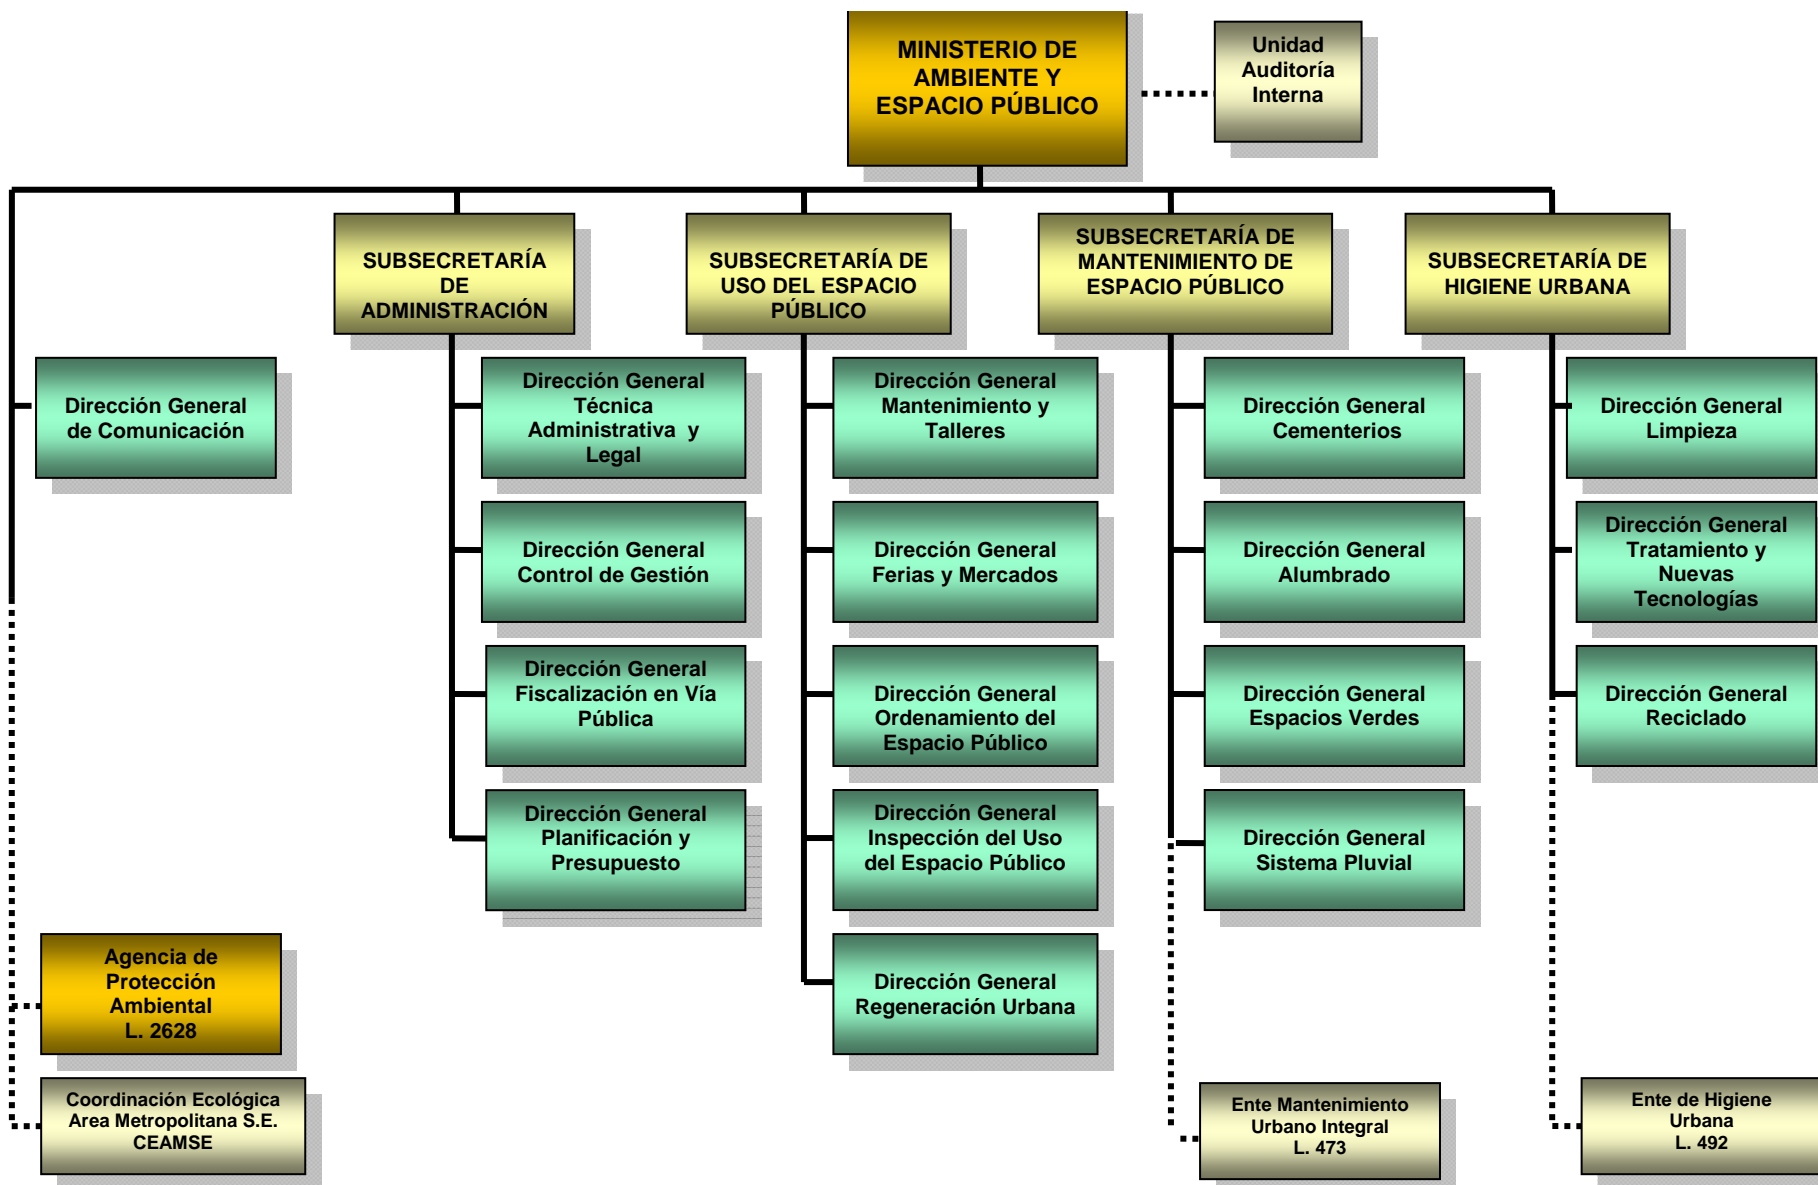 MINISTERIO DE
AMBIENTE Y
ESPACIO PÚBLICO
Unidad
Auditoría
Interna
SUBSECRETARÍA
DE
ADMINISTRACIÓN
SUBSECRETARÍA DE
USO DEL ESPACIO
PÚBLICO
SUBSECRETARÍA DE
MANTENIMIENTO DE
ESPACIO PÚBLICO
SUBSECRETARÍA DE
HIGIENE URBANA
Dirección General
de Comunicación
Dirección General
Técnica
Administrativa y
Legal
Dirección General
Mantenimiento y
Talleres
Dirección General
Cementerios
Dirección General
Limpieza
Dirección General
Control de Gestión
Dirección General
Ferias y Mercados
Dirección General
Alumbrado
Dirección General
Tratamiento y
Nuevas
Tecnologías
Dirección General
Fiscalización en Vía
Pública
Dirección General
Ordenamiento del
Espacio Público
Dirección General
Espacios Verdes
Dirección General
Reciclado
Dirección General
Planificación y
Presupuesto
Dirección General
Inspección del Uso
del Espacio Público
Dirección General
Sistema Pluvial
Agencia de
Protección
Ambiental
L. 2628
Dirección General
Regeneración Urbana
Coordinación Ecológica
Area Metropolitana S.E.
CEAMSE
Ente Mantenimiento
Urbano Integral
L. 473
Ente de Higiene
Urbana
L. 492